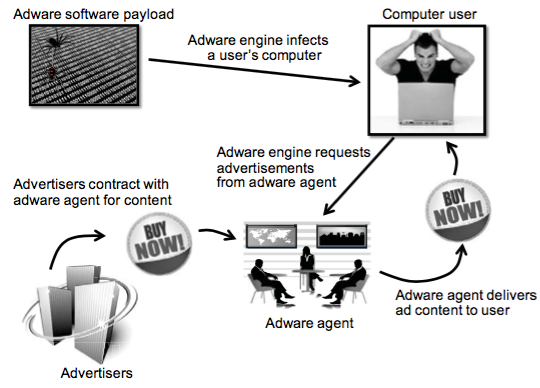 Adware software payload
Computer user
Adware engine infects
a user's computer
Adware engine requests
advertisements
from adware agent
Advertisers contract with
adware agent for content
BUY
NOW!
BUY
NOW!
Adware agent delivers
ad content to user
Adware agent
Advertisers